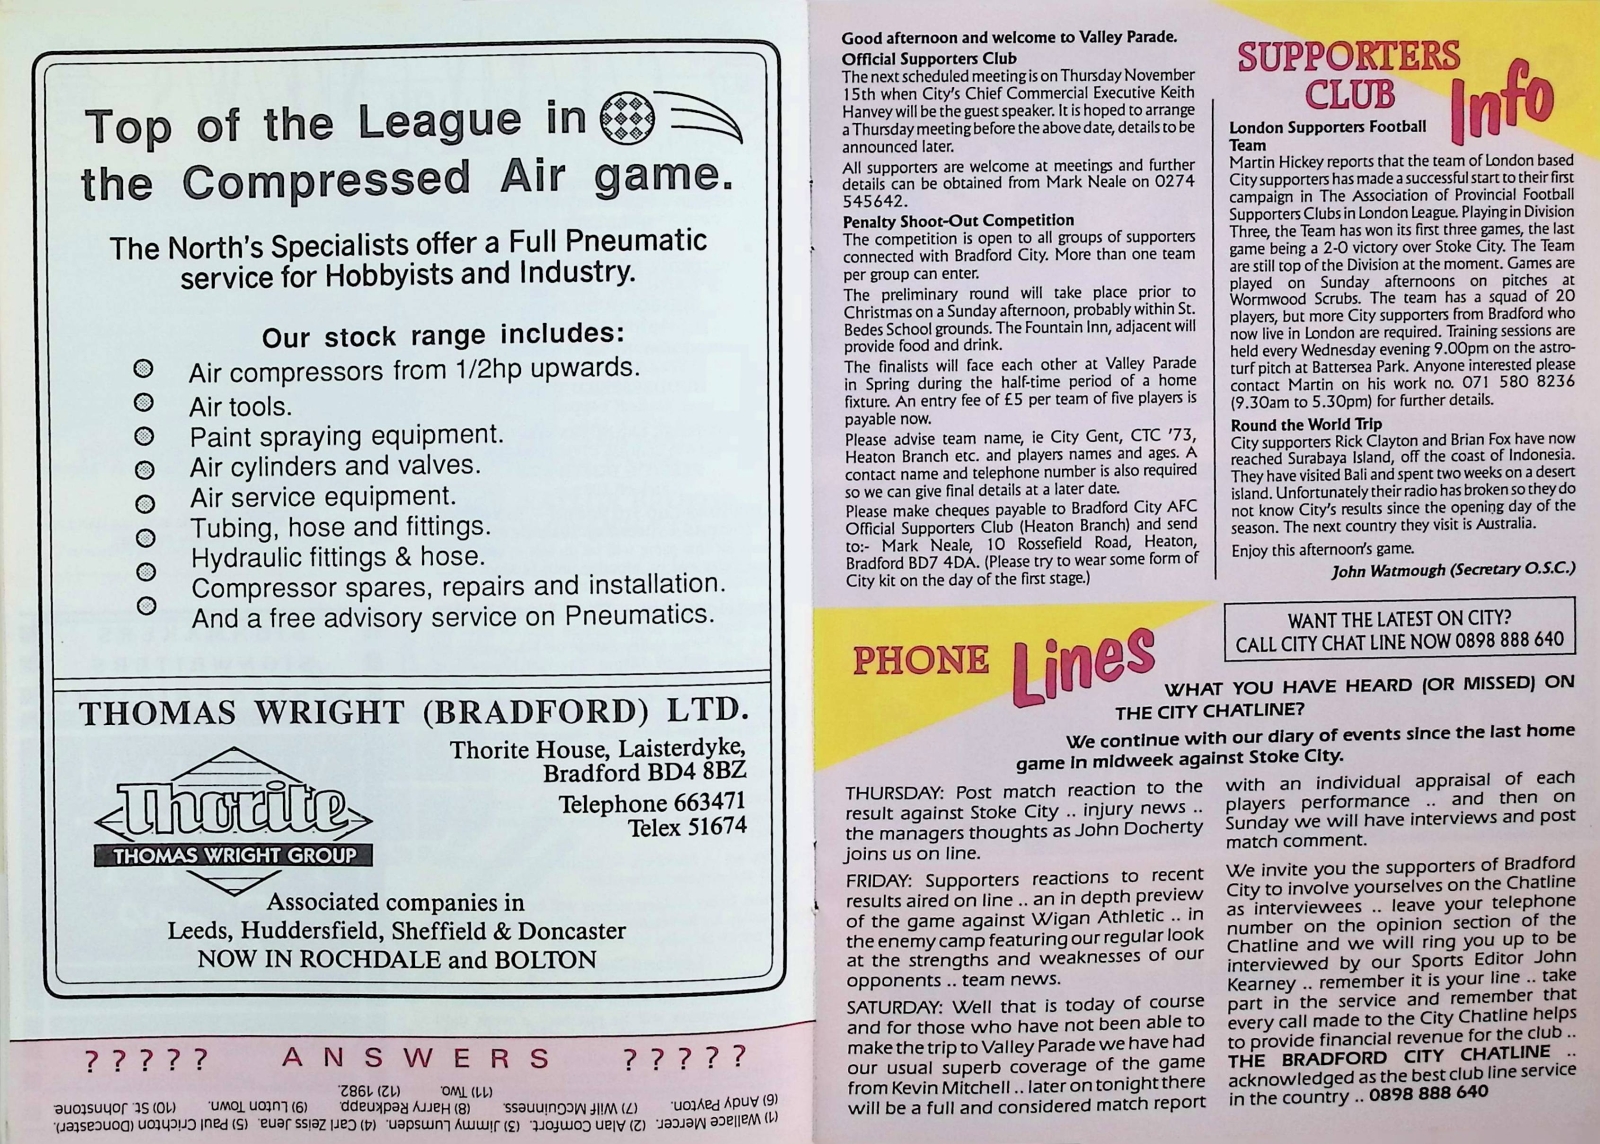 Top of the League in
the Compressed Air game.
The North's Specialists offer a Full Pneumatic
service for Hobbyists and Industry.
Our stock range includes:
Air compressors from 1/2hp upwards.
Air tools.
Paint spraying equipment.
Air cylinders and valves.
Air service equipment.
Tubing, hose and fittings.
Hydraulic fittings & hose.
Compressor spares, repairs and installation.
And a free advisory service on Pneumatics.
THOMAS WRIGHT (BRADFORD) LTD.
Thorite House, Laisterdyke,
Bradford BD4 8BZ
Telephone 663471
Telex 51674
Thorite
THOMAS WRIGHT GROUP
Associated companies in
Leeds, Huddersfield, Sheffield & Doncaster
NOW IN ROCHDALE and BOLTON
????? ANSWERS ?????
(1) Wallace Mercer. (2) Alan Comfort. (3) Jimmy Lumsden. (4) Carl Zeiss Jena. (5) Paul Crichton (Doncaster).
(6) Andy Payton. (7) Wilf McGuinness. (8) Harry Redknapp. (9) Luton Town. (10) St. Johnstone
(11) Two. (12) 1982.
Good afternoon and welcome to Valley Parade.
Official Supporters Club
The next scheduled meeting is on Thursday November
15th when City's Chief Commercial Executive Keith
Hanvey will be the guest speaker. It is hoped to arrange
a Thursday meeting before the above date, details to be
announced later.
All supporters are welcome at meetings and further
details can be obtained from Mark Neale on 0274
545642.
Penalty Shoot-Out Competition
The competition is open to all groups of supporters
connected with Bradford City. More than one team
per group can enter.
The preliminary round will take place prior to
Christmas on a Sunday afternoon, probably within St.
Bedes School grounds. The Fountain Inn, adjacent will
provide food and drink.
The finalists will face each other at Valley Parade
in Spring during the half-time period of a home
fixture. An entry fee of £5 per team of five players is
payable now.
Please advise team name, ie City Gent, CTC '73,
Heaton Branch etc. and players names and ages. A
contact name and telephone number is also required
so we can give final details at a later date.
Please make cheques payable to Bradford City AFC
Official Supporters Club (Heaton Branch) and send
to:- Mark Neale, 10 Rossefield Road, Heaton,
Bradford BD7 4DA. (Please try to wear some form of
City kit on the day of the first stage.)
SUPPORTERS
CLUB Info
London Supporters Football
Team
Martin Hickey reports that the team of London based
City supporters has made a successful start to their first
campaign in The Association of Provincial Football
Supporters Clubs in London League. Playing in Division
Three, the Team has won its first three games, the last
game being a 2-0 victory over Stoke City. The Team
are still top of the Division at the moment. Games are
played on Sunday afternoons on pitches at
Wormwood Scrubs. The team has a squad of 20
players, but more City supporters from Bradford who
now live in London are required. Training sessions are
held every Wednesday evening 9.00pm on the astro-
turf pitch at Battersea Park. Anyone interested please
contact Martin on his work no. 071 580 8236
(9.30am to 5.30pm) for further details.
Round the World Trip
City supporters Rick Clayton and Brian Fox have now
reached Surabaya Island, off the coast of Indonesia.
They have visited Bali and spent two weeks on a desert
island. Unfortunately their radio has broken so they do
not know City's results since the opening day of the
season. The next country they visit is Australia.
Enjoy this afternoon's game.
John Watmough (Secretary O.S.C.)
WANT THE LATEST ON CITY?
CALL CITY CHAT LINE NOW 0898 888 640
PHONE Lines
WHAT YOU HAVE HEARD (OR MISSED) ON
THE CITY CHATLINE?
We continue with our diary of events since the last home
game in midweek against Stoke City.
THURSDAY: Post match reaction to the
result against Stoke City .. injury news ..
the managers thoughts as John Docherty
joins us on line.
FRIDAY: Supporters reactions to recent
results aired on line .. an in depth preview
of the game against Wigan Athletic .. in
the enemy camp featuring our regular look
at the strengths and weaknesses of our
opponents .. team news.
SATURDAY: Well that is today of course
and for those who have not been able to
make the trip to Valley Parade we have had
our usual superb coverage of the game
from Kevin Mitchell .. later on tonight there
will be a full and considered match report
with an individual appraisal of each
players performance .. and then on
Sunday we will have interviews and post
match comment.
We invite you the supporters of Bradford
City to involve yourselves on the Chatline
as interviewees .. leave your telephone
number on the opinion section of the
Chatline and we will ring you up to be
interviewed by our Sports Editor John
Kearney .. remember it is your line .. take
part in the service and remember that
every call made to the City Chatline helps
to provide financial revenue for the club ..
THE BRADFORD CITY CHATLINE ..
acknowledged as the best club line service
in the country .. 0898 888 640